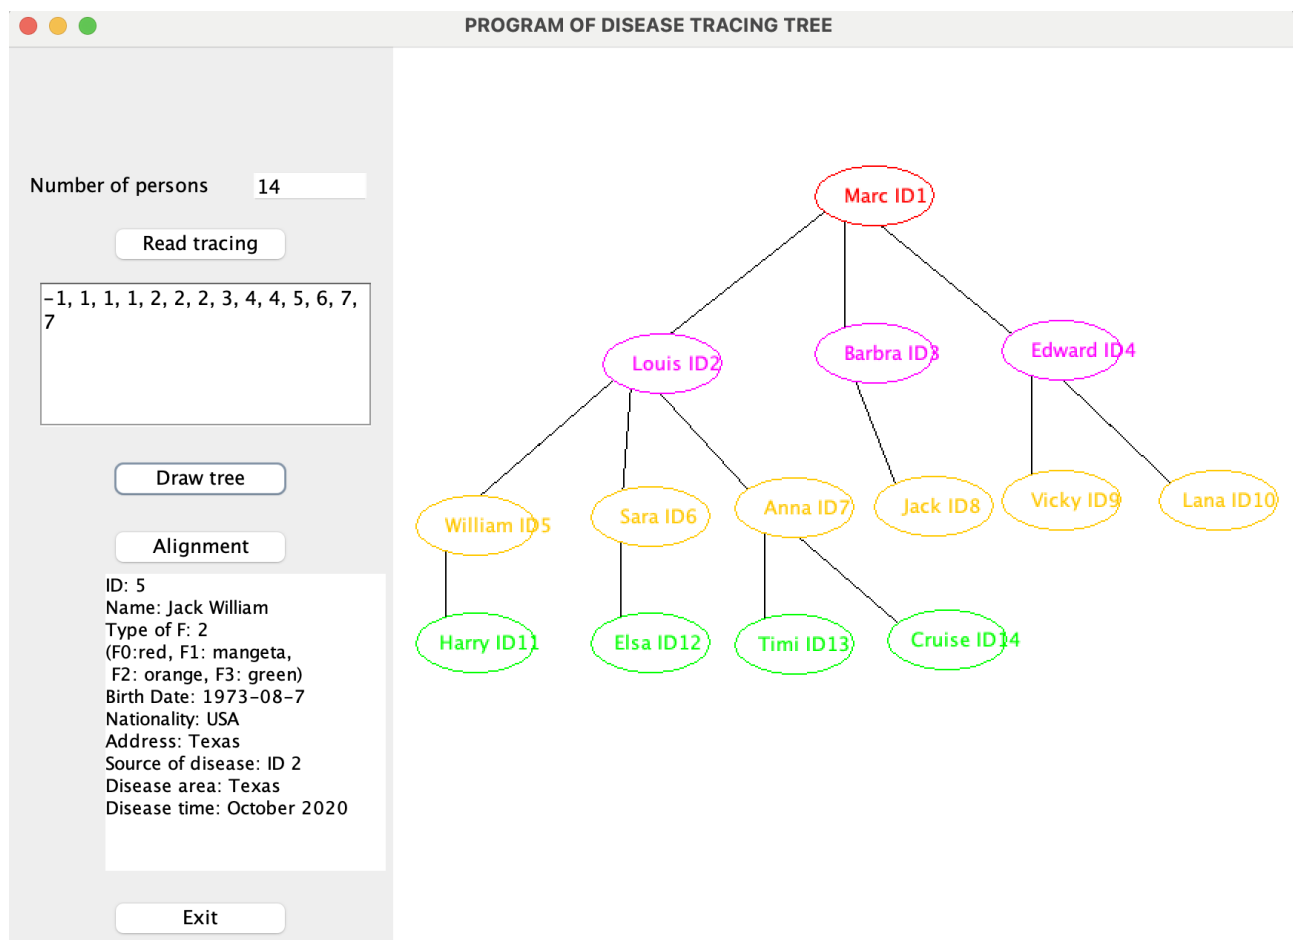 PROGRAM OF DISEASE TRACING TREE
Number of persons 14
Read tracing
-1, 1, 1, 1, 2, 2, 2, 3, 4, 4, 5, 6, 7,
7
Draw tree
Alignment
ID: 5
Name: Jack William
Type of F: 2
(F0:red, F1: mangeta,
F2: orange, F3: green)
Birth Date: 1973-08-7
Nationality: USA
Address: Texas
Source of disease: ID 2
Disease area: Texas
Disease time: October 2020
Exit
Marc ID1
Louis ID2
Barbra ID3
Edward ID4
William ID5
Sara ID6
Anna ID7
Jack ID8
Vicky ID9
Lana ID10
Harry ID11
Elsa ID12
Timi ID13
Cruise ID14